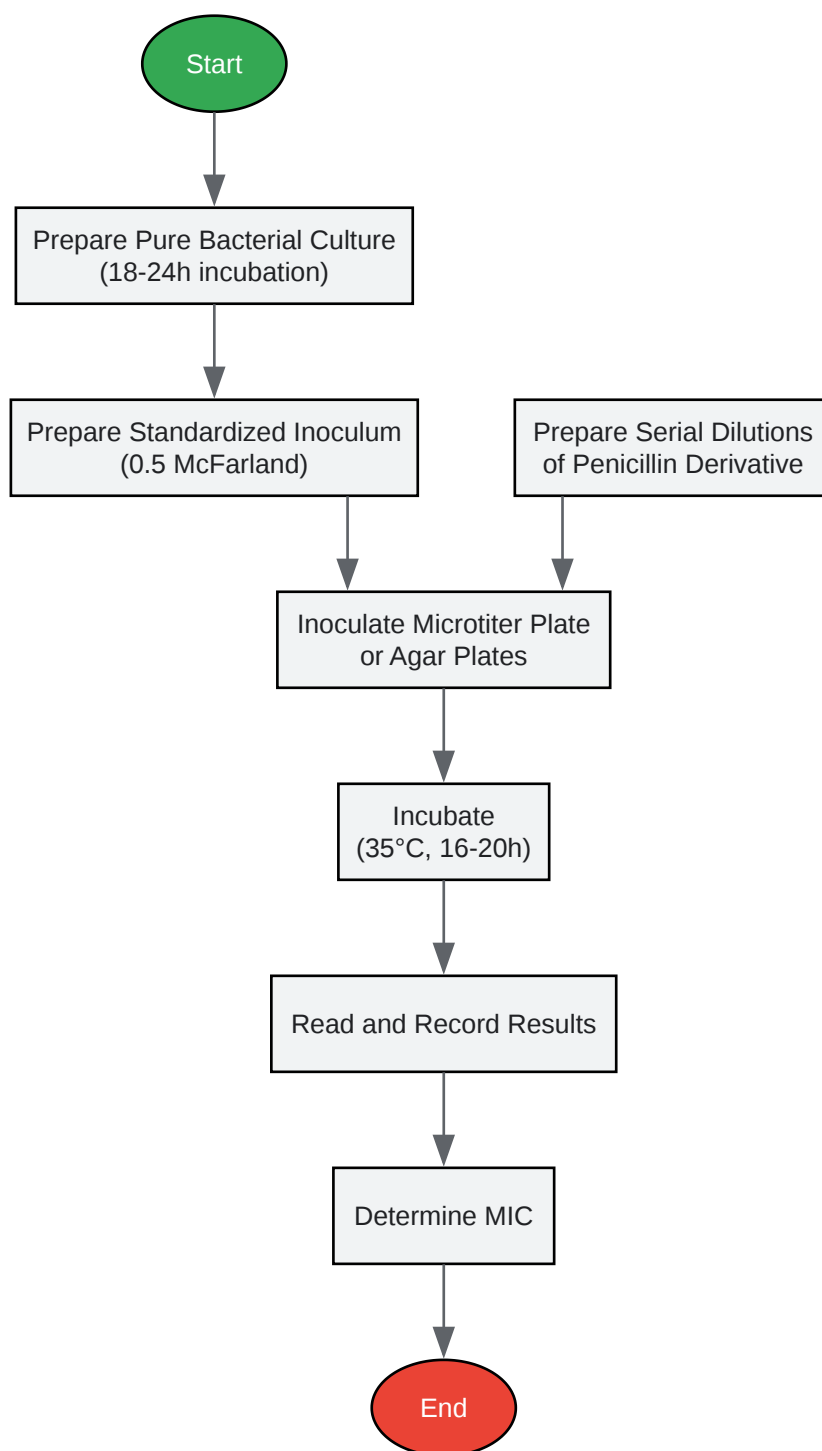 Start
Prepare Pure Bacterial Culture
(18-24h incubation)
Prepare Standardized Inoculum
(0.5 McFarland)
Prepare Serial Dilutions
of Penicillin Derivative
Inoculate Microtiter Plate
or Agar Plates
Incubate
(35°C, 16-20h)
Read and Record Results
Determine MIC
End